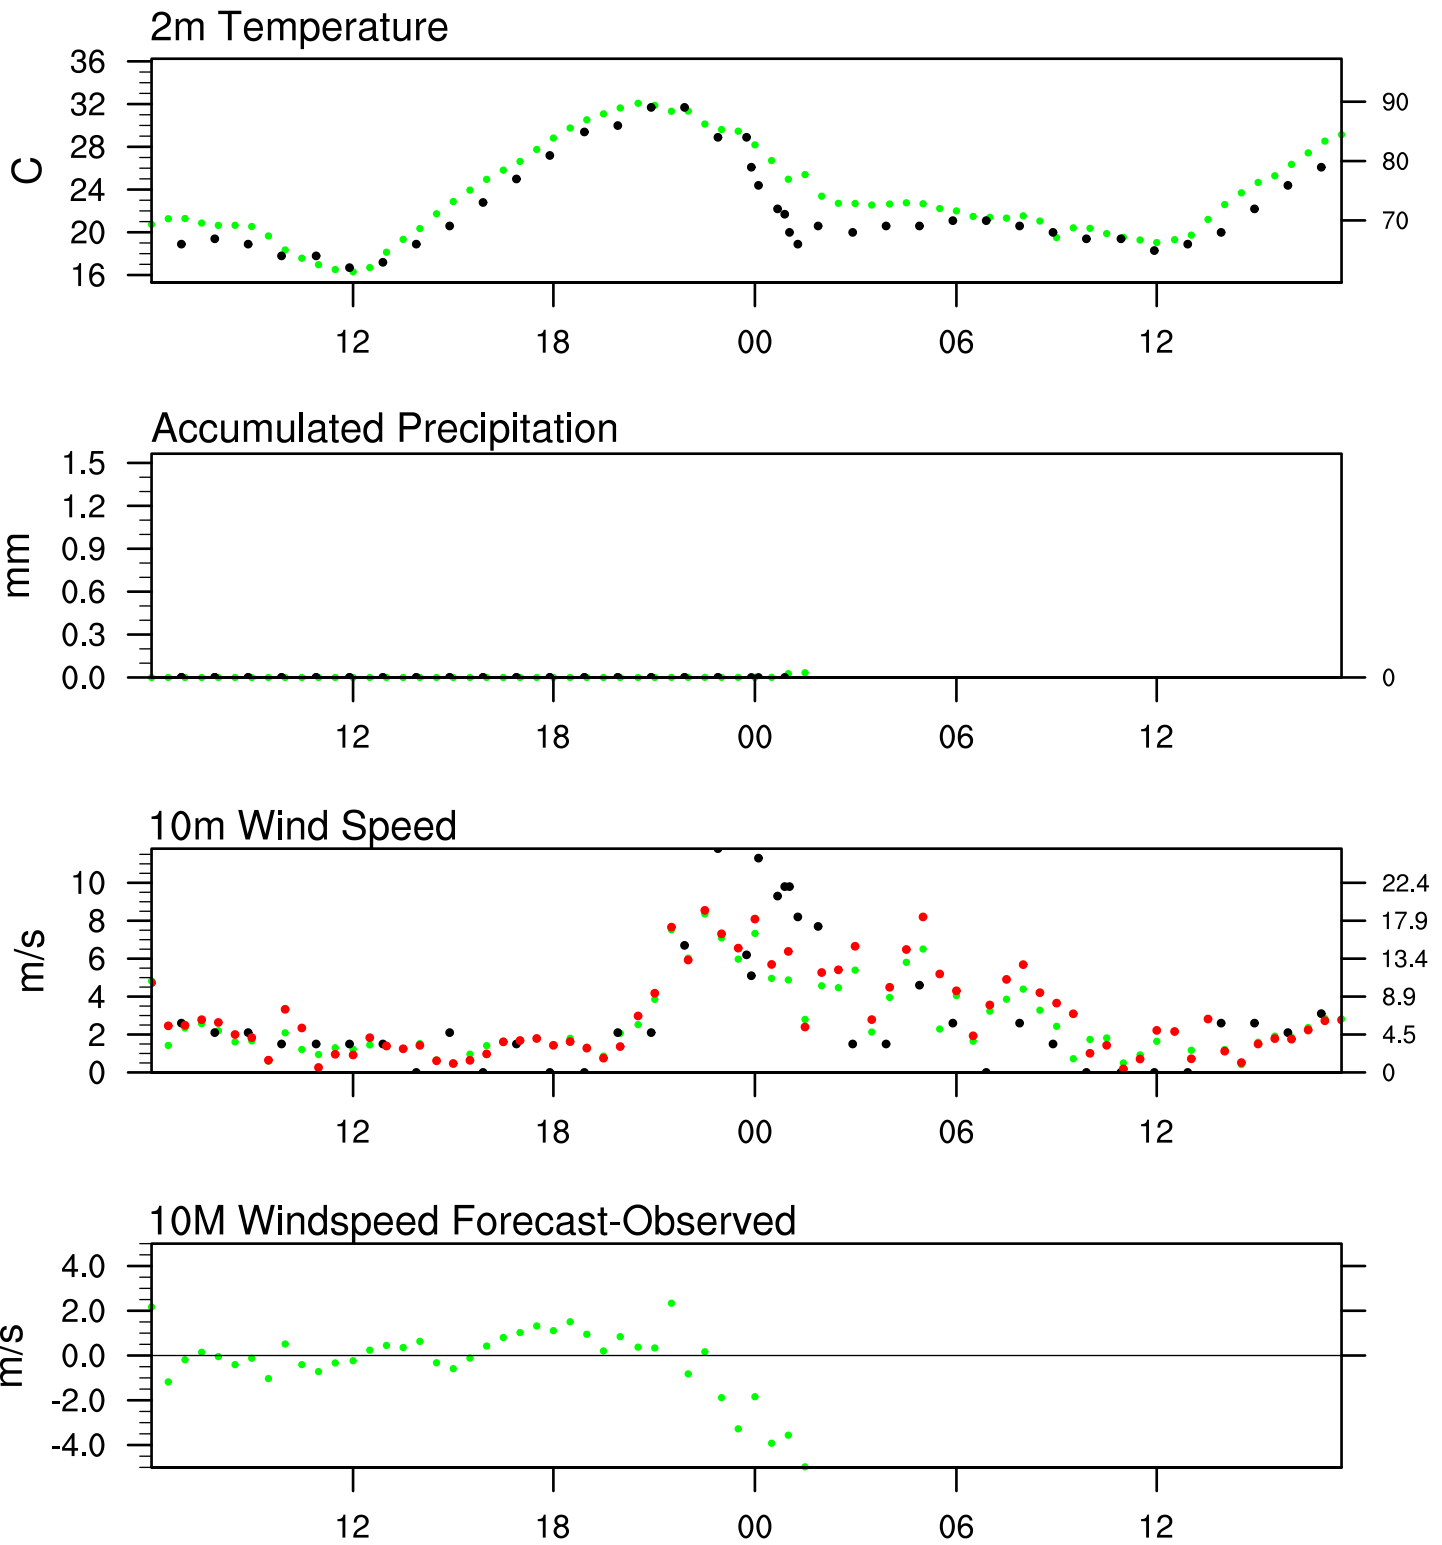 2m Temperature
36
32
28
24
20
16
C
90
80
70
12 18 00 06 12
Accumulated Precipitation
1.5
1.2
0.9
0.6
0.3
0.0
mm
0
12 18 00 06 12
10m Wind Speed
10
8
6
4
2
0
m/s
22.4
17.9
13.4
8.9
4.5
0
12 18 00 06 12
10M Windspeed Forecast-Observed
4.0
2.0
0.0
-2.0
-4.0
m/s
12 18 00 06 12